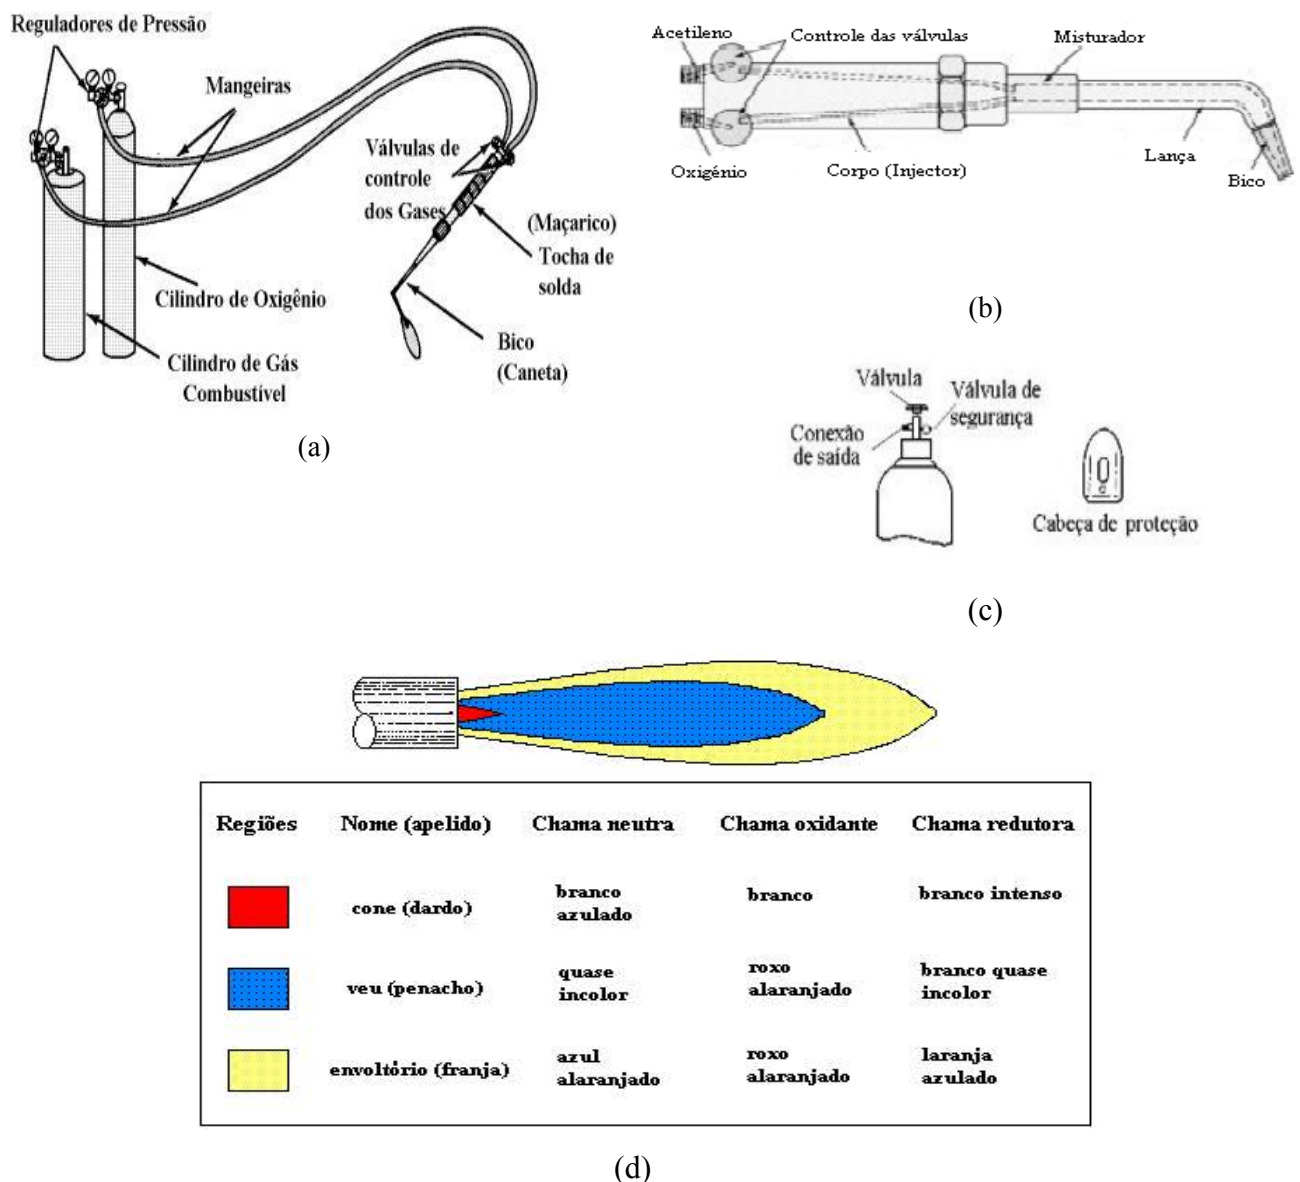 Reguladores de Pressão
Mangeiras
Válvulas de
controle
dos Gases
(Maçarico)
Tocha de
solda
Cilindro de Oxigênio
Bico
(Caneta)
Cilindro de Gás
Combustível
(a)
Acetileno
Controle das válvulas
Misturador
Oxigénio
Corpo (Injector)
Lança
Bico
(b)
Válvula
Válvula de
segurança
Conexão
de saída
Cabeça de proteção
(c)
Regiões Nome (apelido) Chama neutra Chama oxidante Chama redutora
cone (dardo) branco azulado branco branco intenso
veu (penacho) quase incolor roxo alaranjado branco quase incolor
envoltório (franja) azul alaranjado roxo alaranjado laranja azulado
(d)